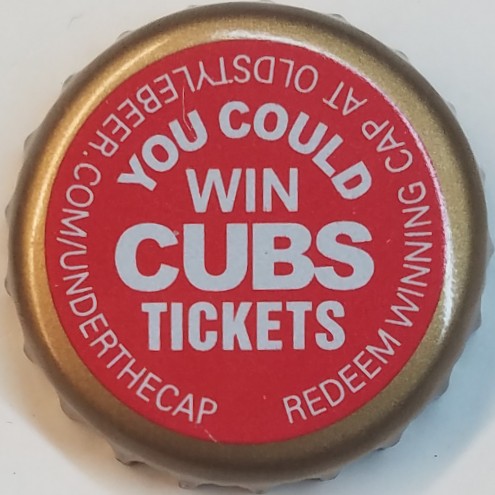 YOU COULD
WIN
CUBS
TICKETS
REDEEM WINNING CAP AT OLDSTYLEBEER.COM/UNDERTHECAP